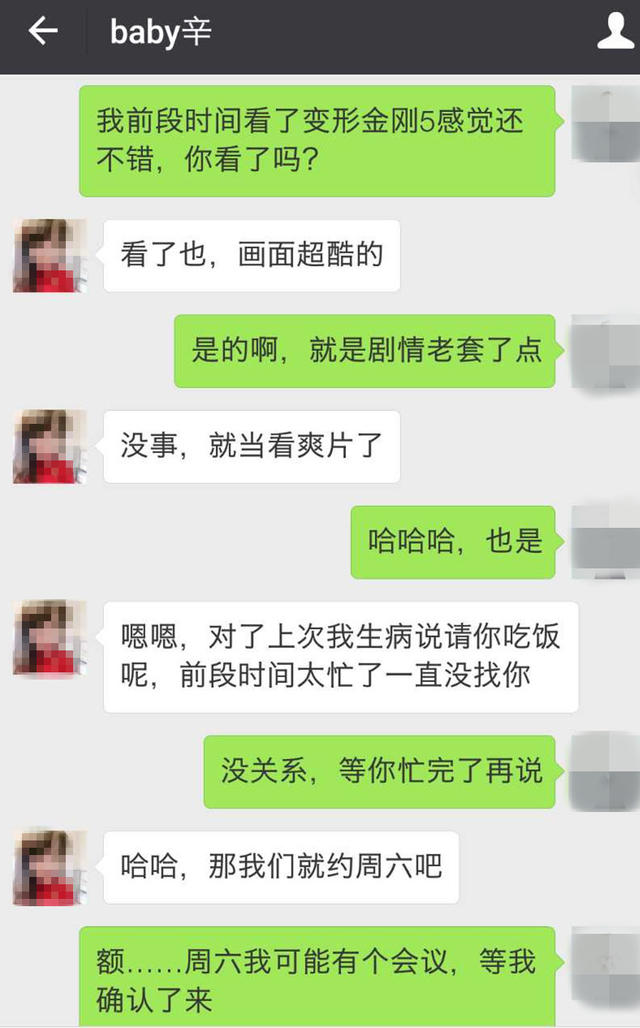 baby辛
我前段时间看了变形金刚5感觉还
不错，你看了吗?
看了也，画面超酷的
是的啊，就是剧情老套了点
没事，就当看爽片了
哈哈哈，也是
嗯嗯，对了上次我生病说请你吃饭
呢，前段时间太忙了一直没找你
没关系，等你忙完了再说
哈哈，那我们就约周六吧
额......周六我可能有个会议，等我
确认了来